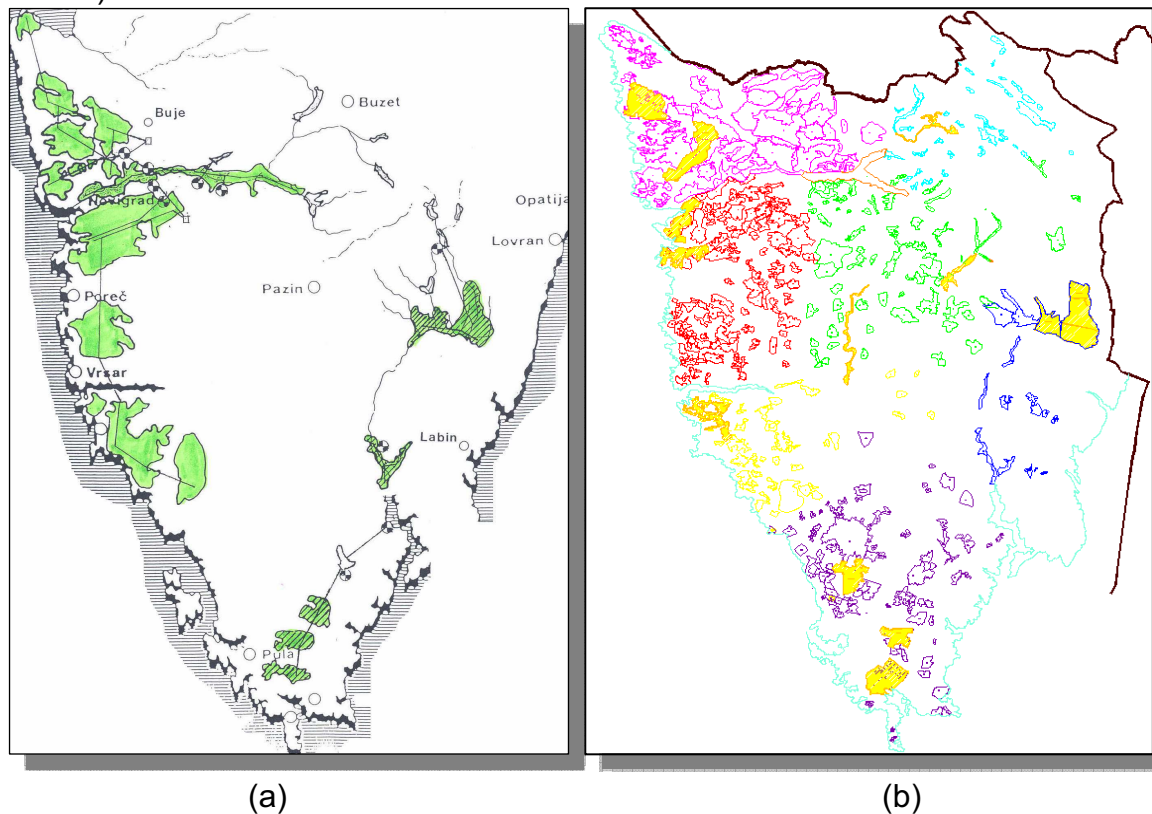 Buje
Buzet
Novigrad
Opatija
Lovran
Pazin
Poreč
Vrsar
Labin
Pula
(a)
(b)